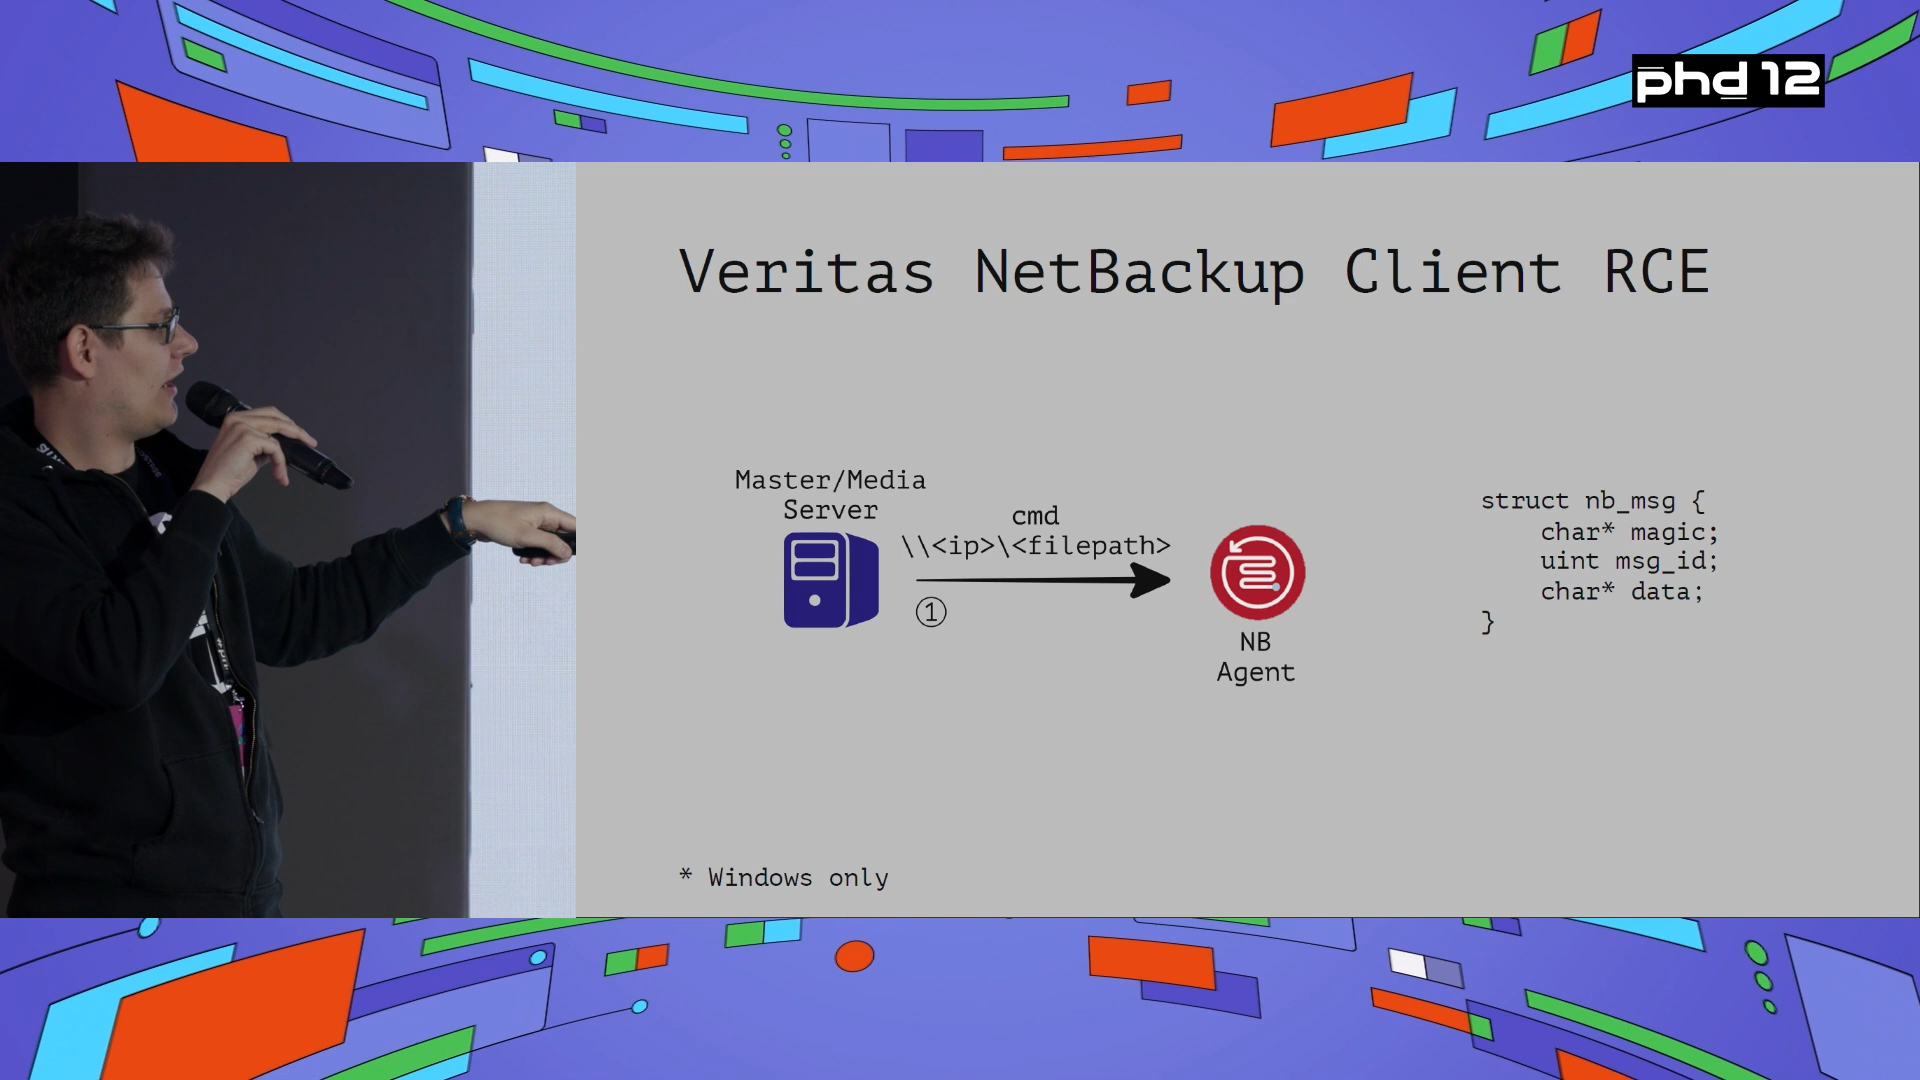 phd 12
Veritas NetBackup Client RCE
Master/Media
Server
cmd
\\<ip>\<filepath>
①
NB
Agent
struct nb_msg {
char* magic;
uint msg_id;
char* data;
}
* Windows only